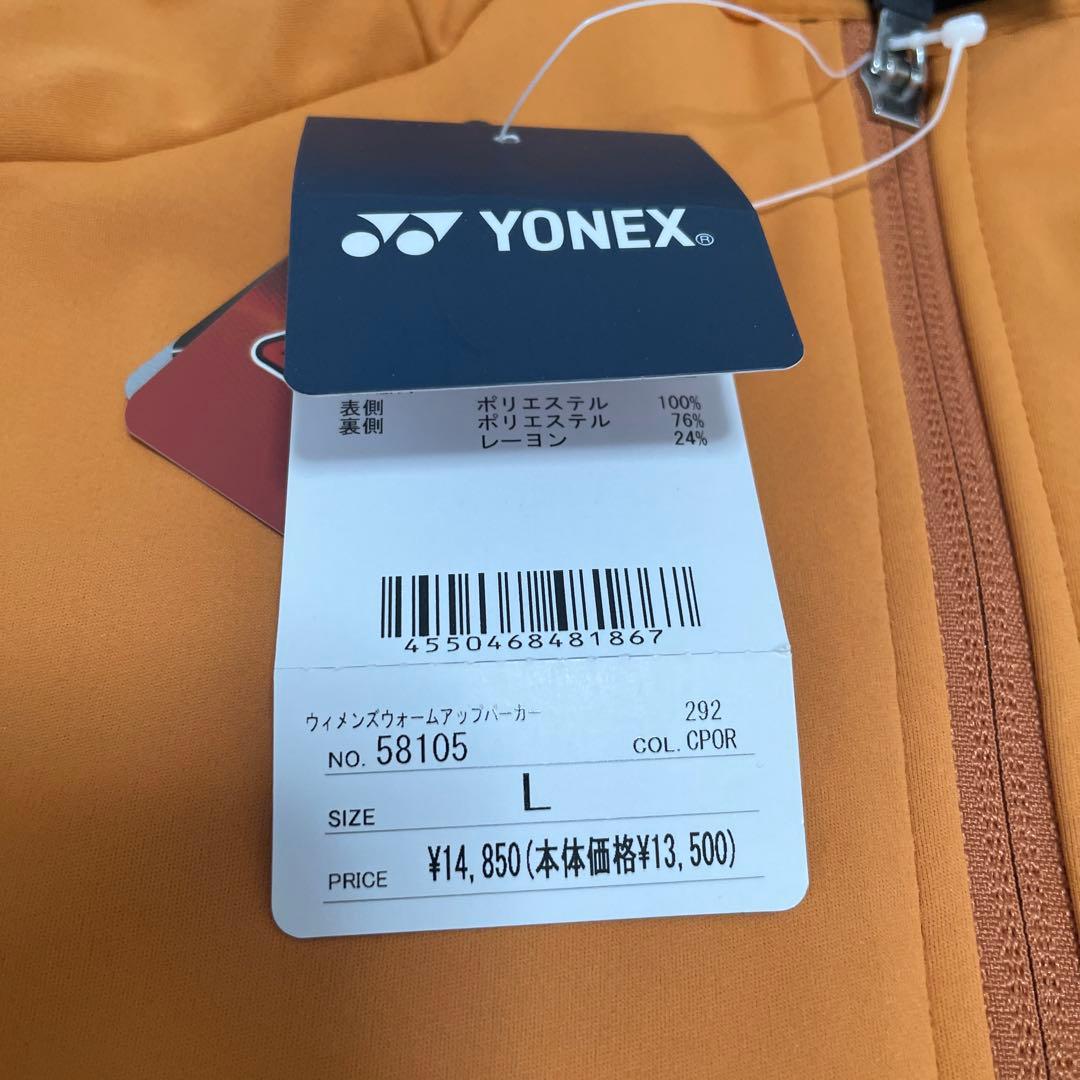 YONEX®
表側 ポリエステル 100%
裏側 ポリエステル 76%
レーヨン 24%
4550468481867
ウィメンズウォームアップパーカー 292
NO. 58105 COL. CPOR
SIZE L
PRICE ¥14,850(本体価格¥13,500)